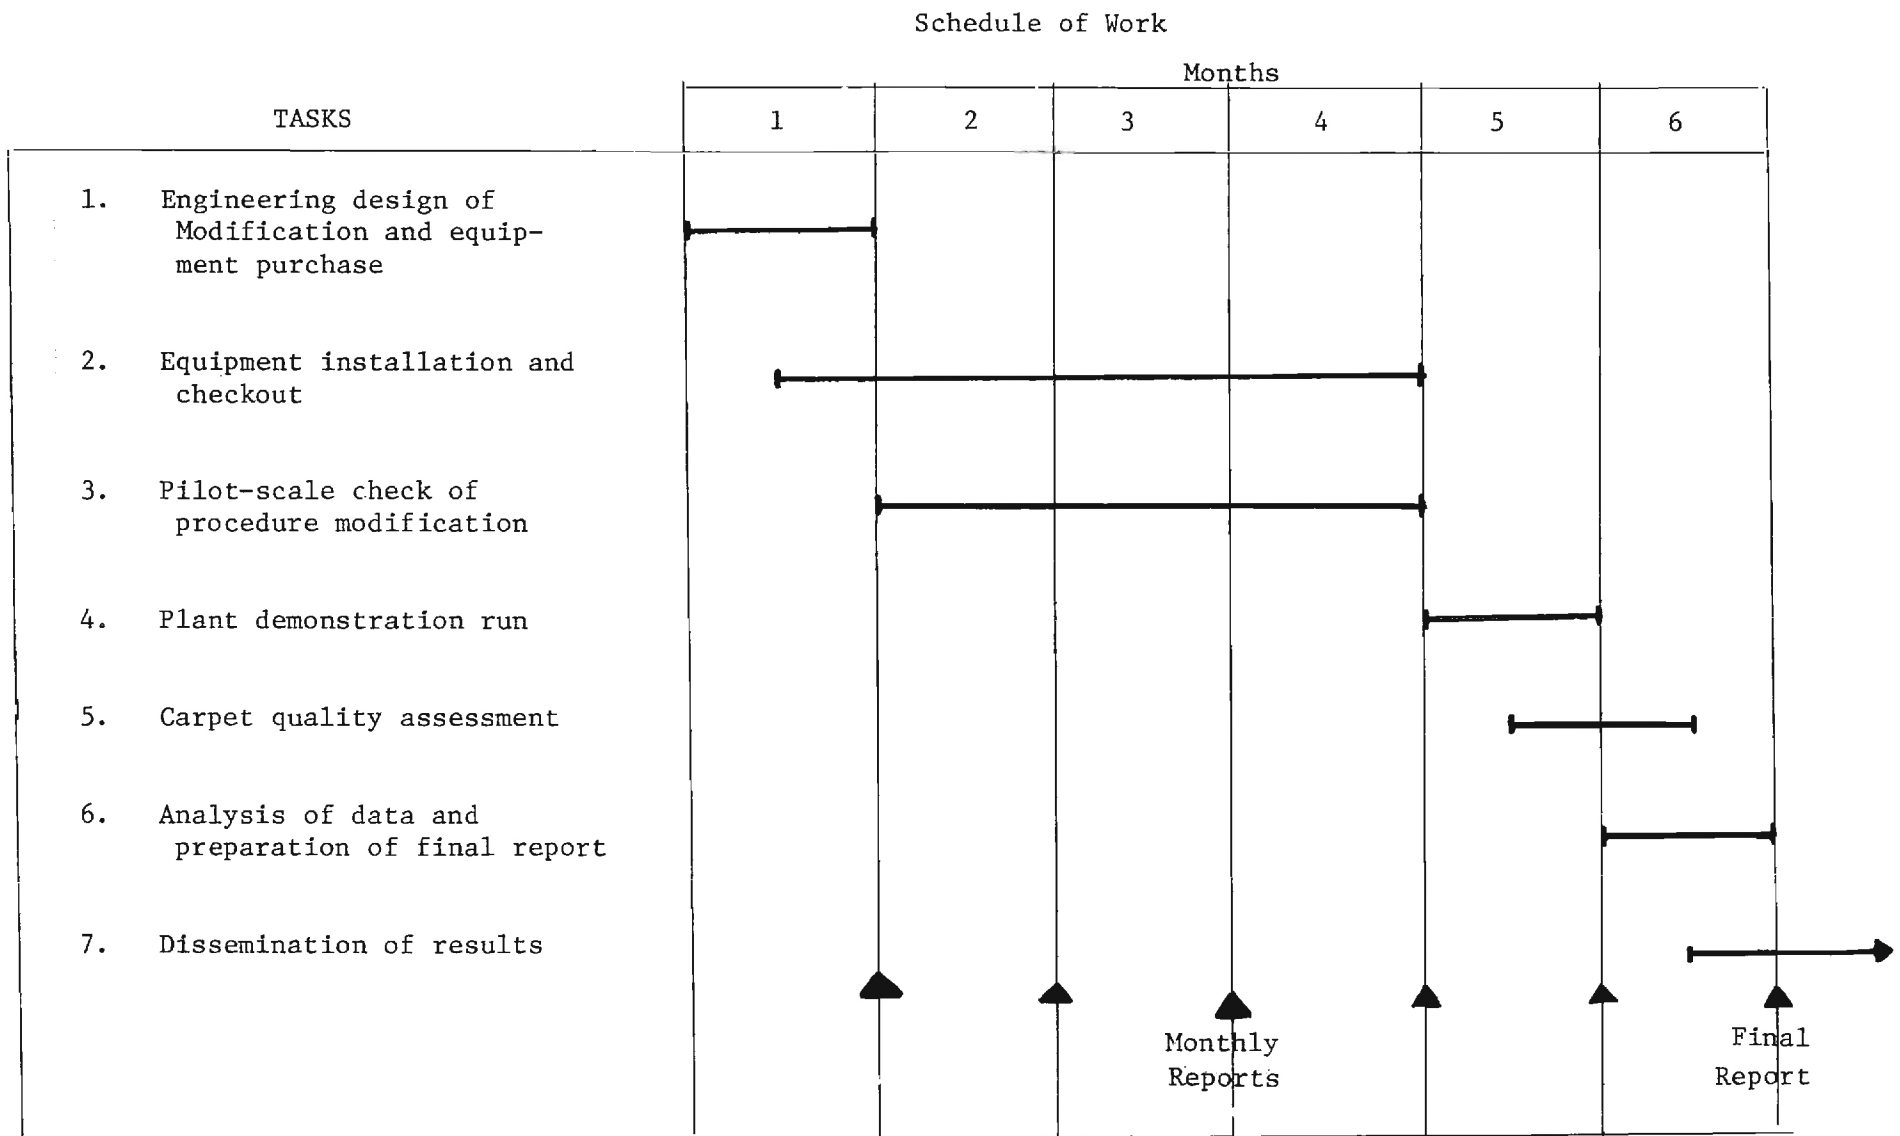 Schedule of Work
Months
TASKS
1 2 3 4 5 6
1. Engineering design of
Modification and equip-
ment purchase
2. Equipment installation and
checkout
3. Pilot-scale check of
procedure modification
4. Plant demonstration run
5. Carpet quality assessment
6. Analysis of data and
preparation of final report
7. Dissemination of results
Monthly
Reports
Final
Report